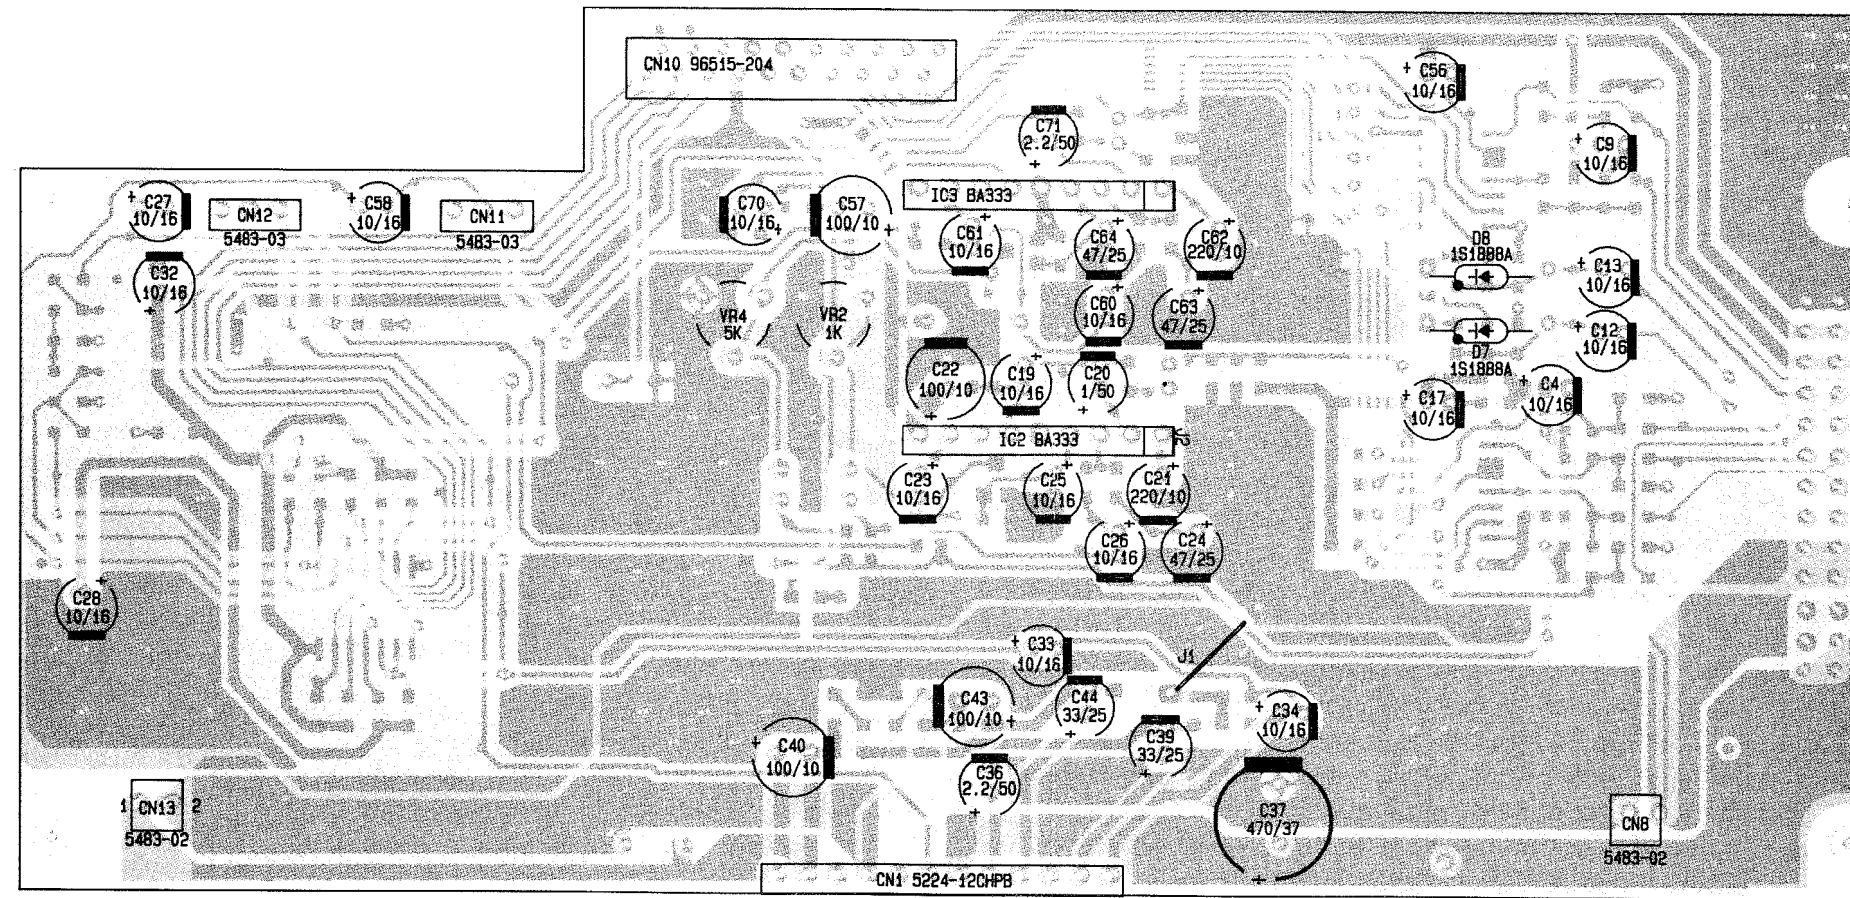 CN10 96515-204
C56
10/16
C71
2.2/50
C9
10/16
IC3 BA333
C27
10/16
CN12
5483-03
C58
10/16
CN11
5483-03
C70
10/16
C57
100/10
C61
10/16
C64
47/25
C62
220/10
D8
1S1888A
C32
10/16
C13
10/16
VR4
5K
VR2
1K
C60
10/16
C63
47/25
C12
10/16
D7
1S1888A
C22
100/10
C19
10/16
C20
1/50
C17
10/16
C4
10/16
IC2 BA333
J2
C23
10/16
C25
10/16
C21
220/10
C26
10/16
C24
47/25
C28
10/16
C33
10/16
J1
C43
100/10
C44
33/25
C34
10/16
C39
33/25
C40
100/10
C36
2.2/50
1 CN13 2
5483-02
C37
470/37
CN8
5483-02
CN1 5224-12CHPB